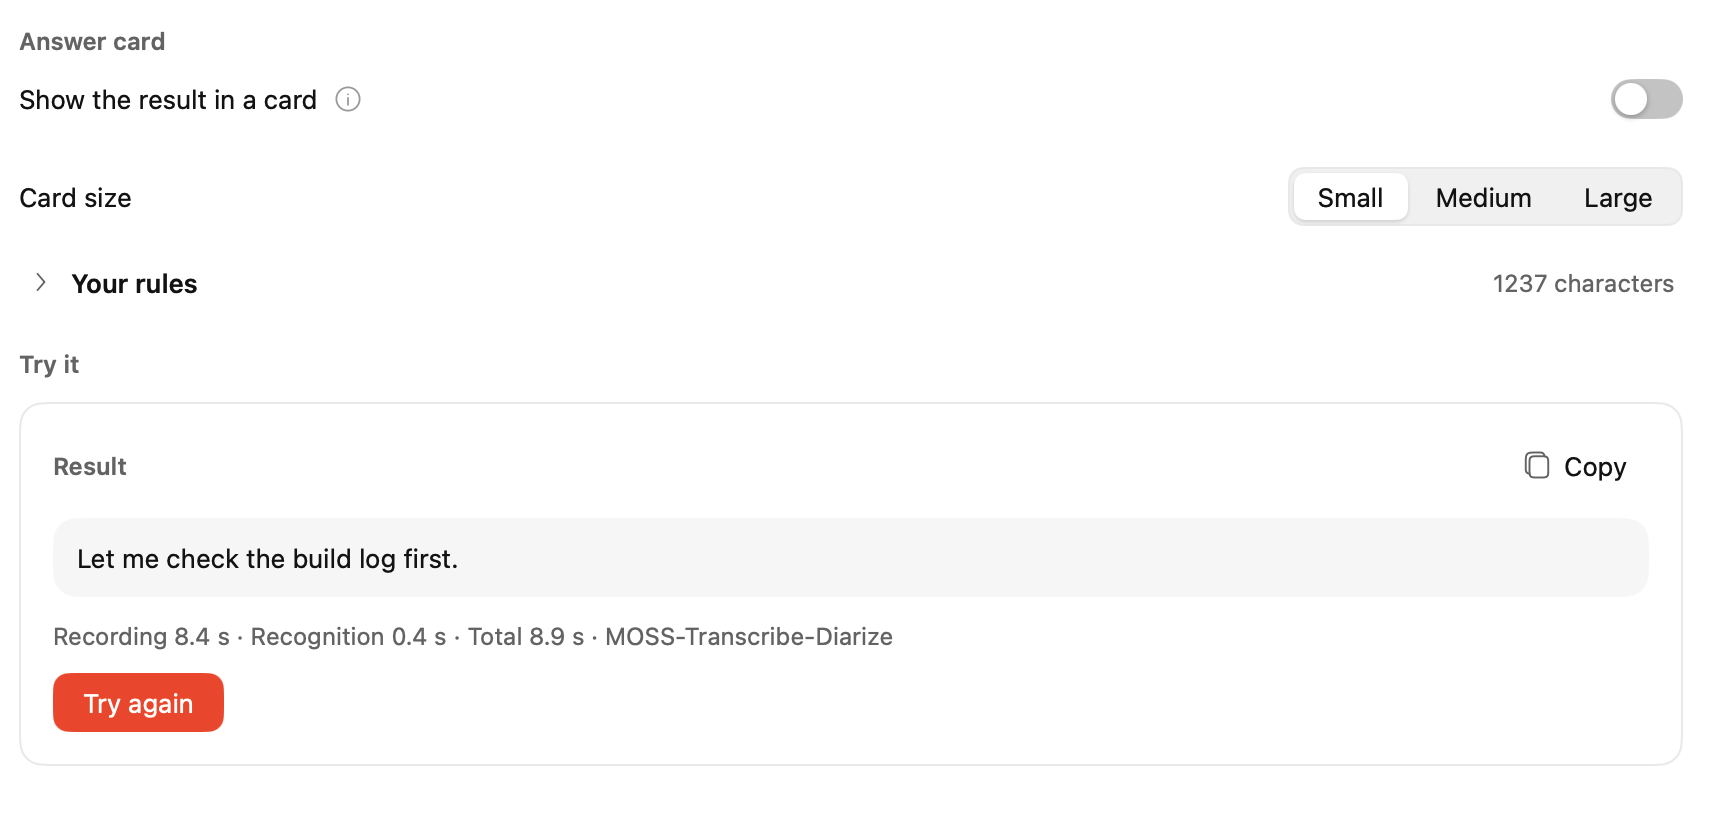 Answer card
Show the result in a card
Card size
Small Medium Large
Your rules
1237 characters
Try it
Result
Copy
Let me check the build log first.
Recording 8.4 s · Recognition 0.4 s · Total 8.9 s · MOSS-Transcribe-Diarize
Try again